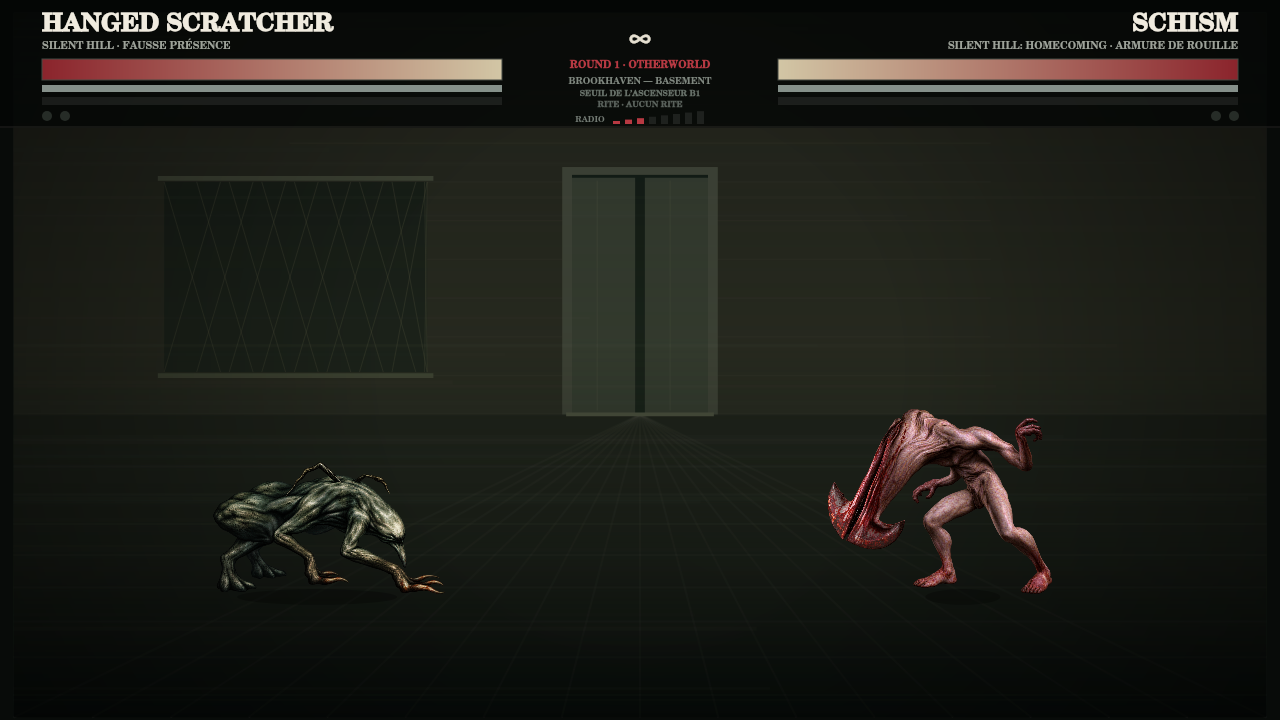 HANGED SCRATCHER
SILENT HILL · FAUSSE PRÉSENCE
∞
ROUND 1 · OTHERWORLD
BROOKHAVEN — BASEMENT
SEUIL DE L'ASCENSEUR B1
RITE · AUCUN RITE
RADIO
SCHISM
SILENT HILL: HOMECOMING · ARMURE DE ROUILLE